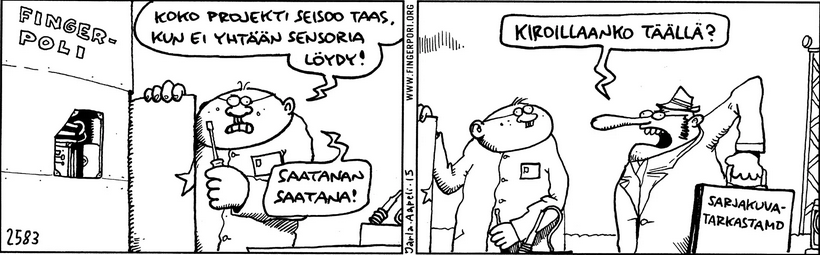 FINGER-
POLI
KOKO PROJEKTI SEISOO TAAS,
KUN EI YHTÄÄN SENSORIA
LÖYDY!
SAATANAN
SAATANA!
2583
Jarla. Aapeli. 15
WWW.FINGERPORI.ORG
KIROILLAANKO TÄÄLLÄ?
SARJAKUVA-
TARKASTAMO